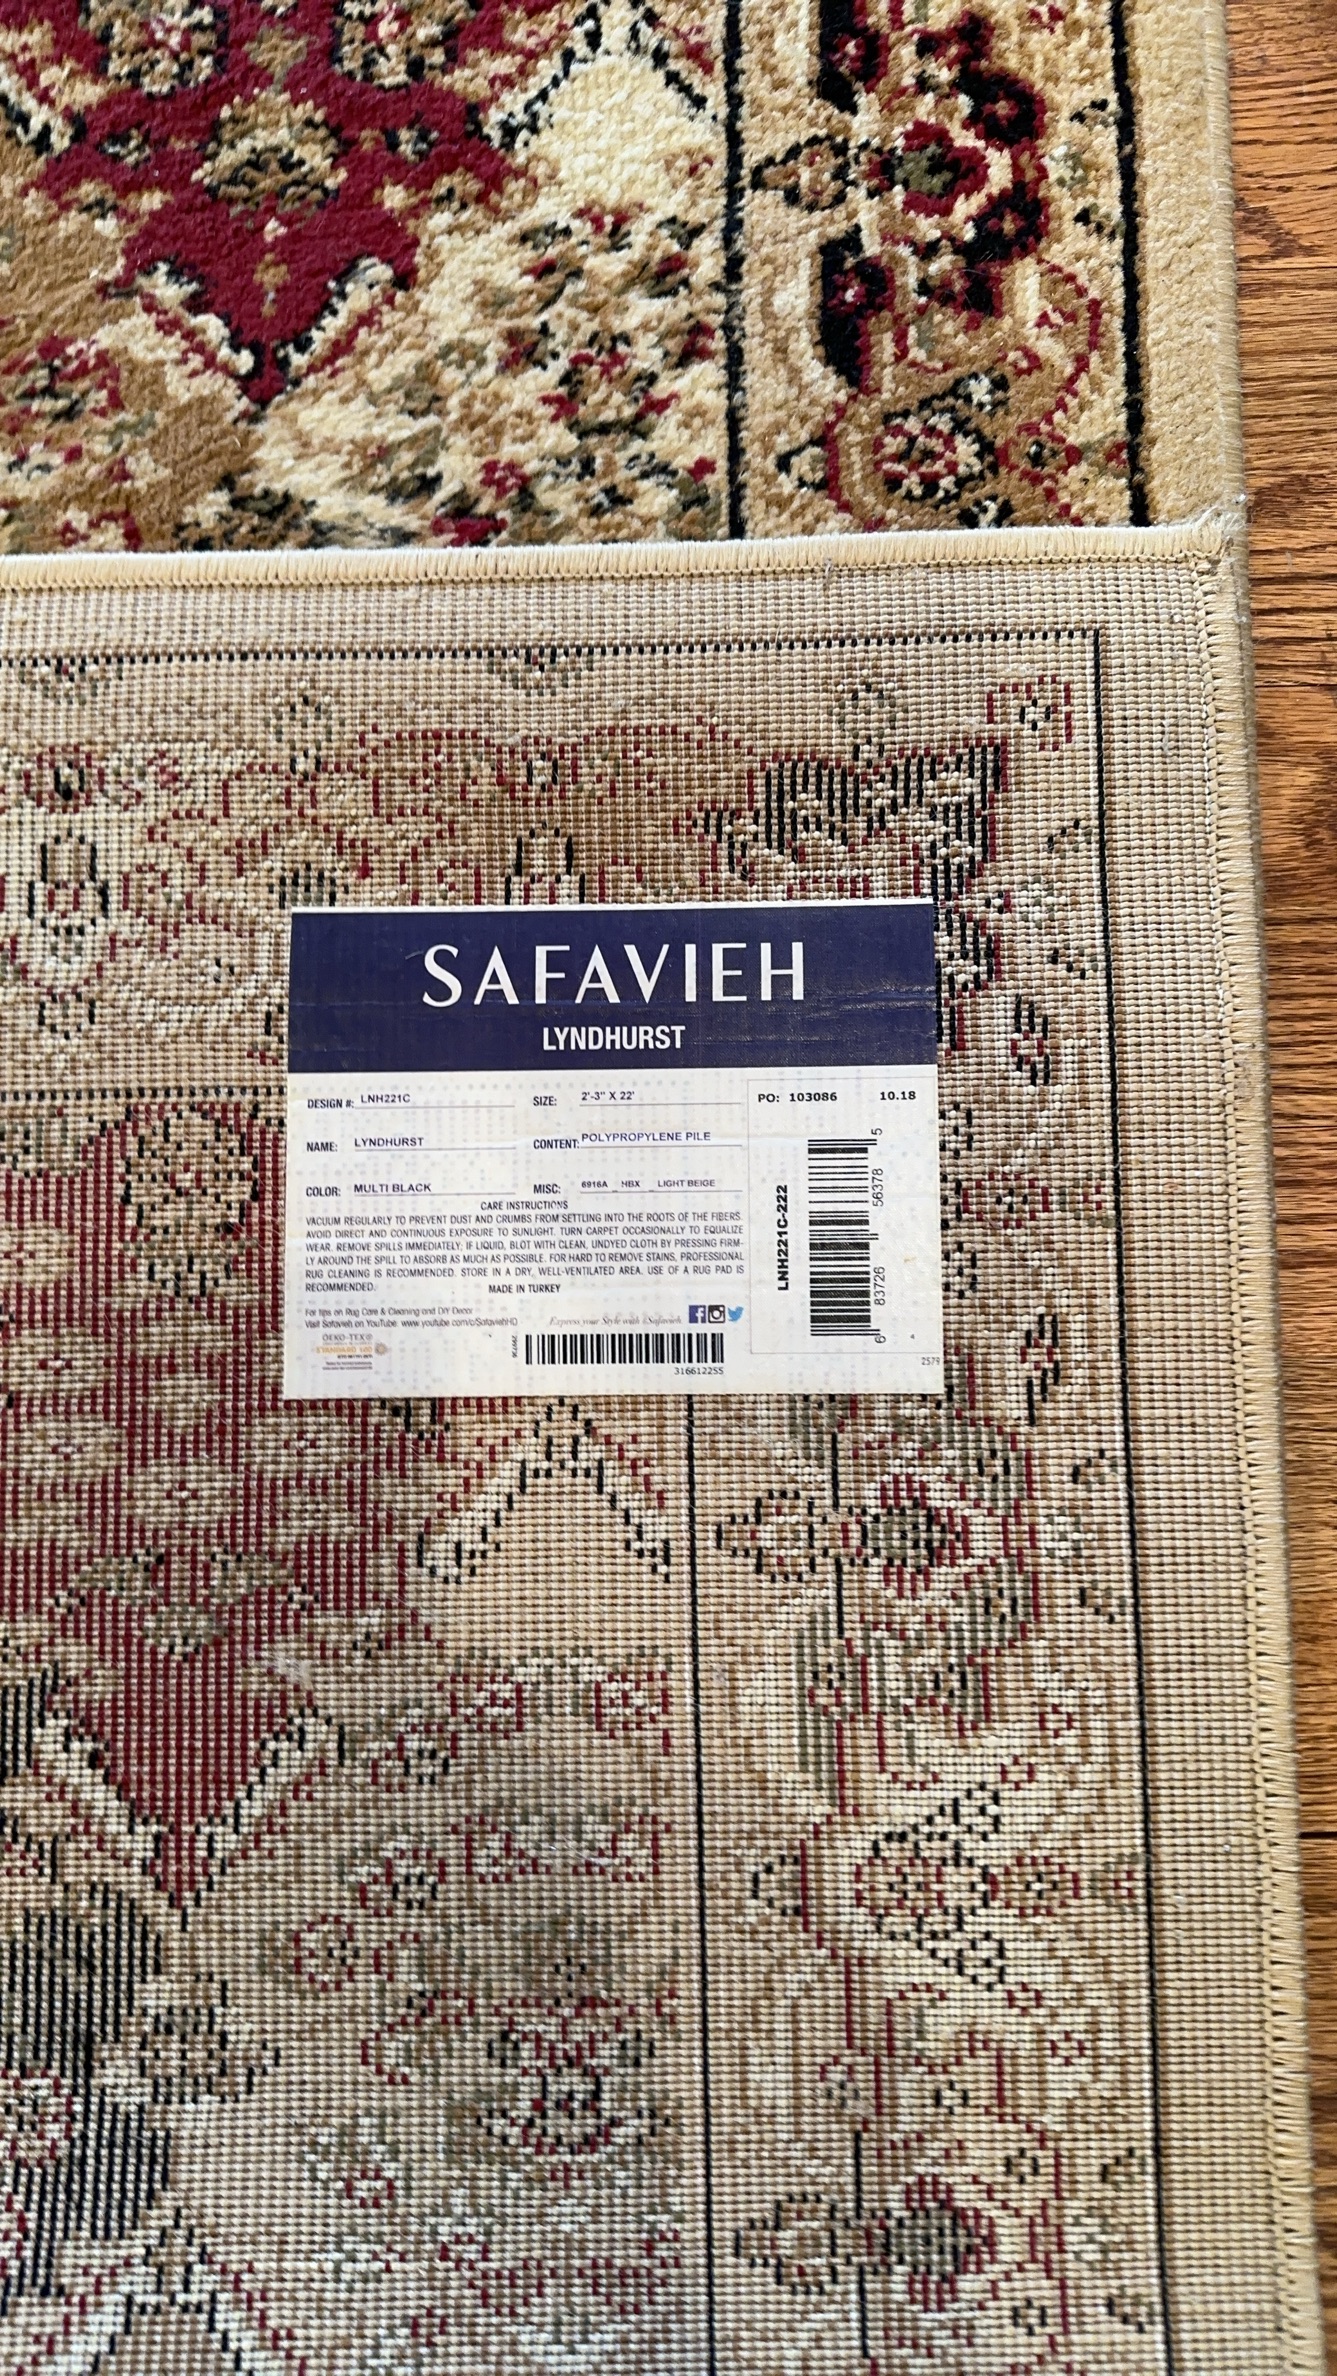 SAFAVIEH
LYNDHURST
DESIGN #: LNH221C
SIZE: 2'-3" X 22'
NAME: LYNDHURST
CONTENT: POLYPROPYLENE PILE
COLOR: MULTI BLACK
MISC: 6916A HBX LIGHT BEIGE
CARE INSTRUCTIONS
VACUUM REGULARLY TO PREVENT DUST AND CRUMBS FROM SETTLING INTO THE ROOTS OF THE FIBERS.
AVOID DIRECT AND CONTINUOUS EXPOSURE TO SUNLIGHT. TURN CARPET OCCASIONALLY TO EQUALIZE
WEAR. REMOVE SPILLS IMMEDIATELY; IF LIQUID, BLOT WITH CLEAN, UNDYED CLOTH BY PRESSING FIRM-
LY AROUND THE SPILL TO ABSORB AS MUCH AS POSSIBLE. FOR HARD TO REMOVE STAINS, PROFESSIONAL
RUG CLEANING IS RECOMMENDED. STORE IN A DRY, WELL-VENTILATED AREA. USE OF A RUG PAD IS
RECOMMENDED. MADE IN TURKEY
For tips on Rug Care & Cleaning and DIY Decor
Visit Safavieh on YouTube: www.youtube.com/c/SafaviehHD
Express your Style with #Safavieh
OEKO-TEX®
STANDARD 100
316612255
PO: 103086 10.18
LNH221C-222
6 83726 56378 5
4
2579